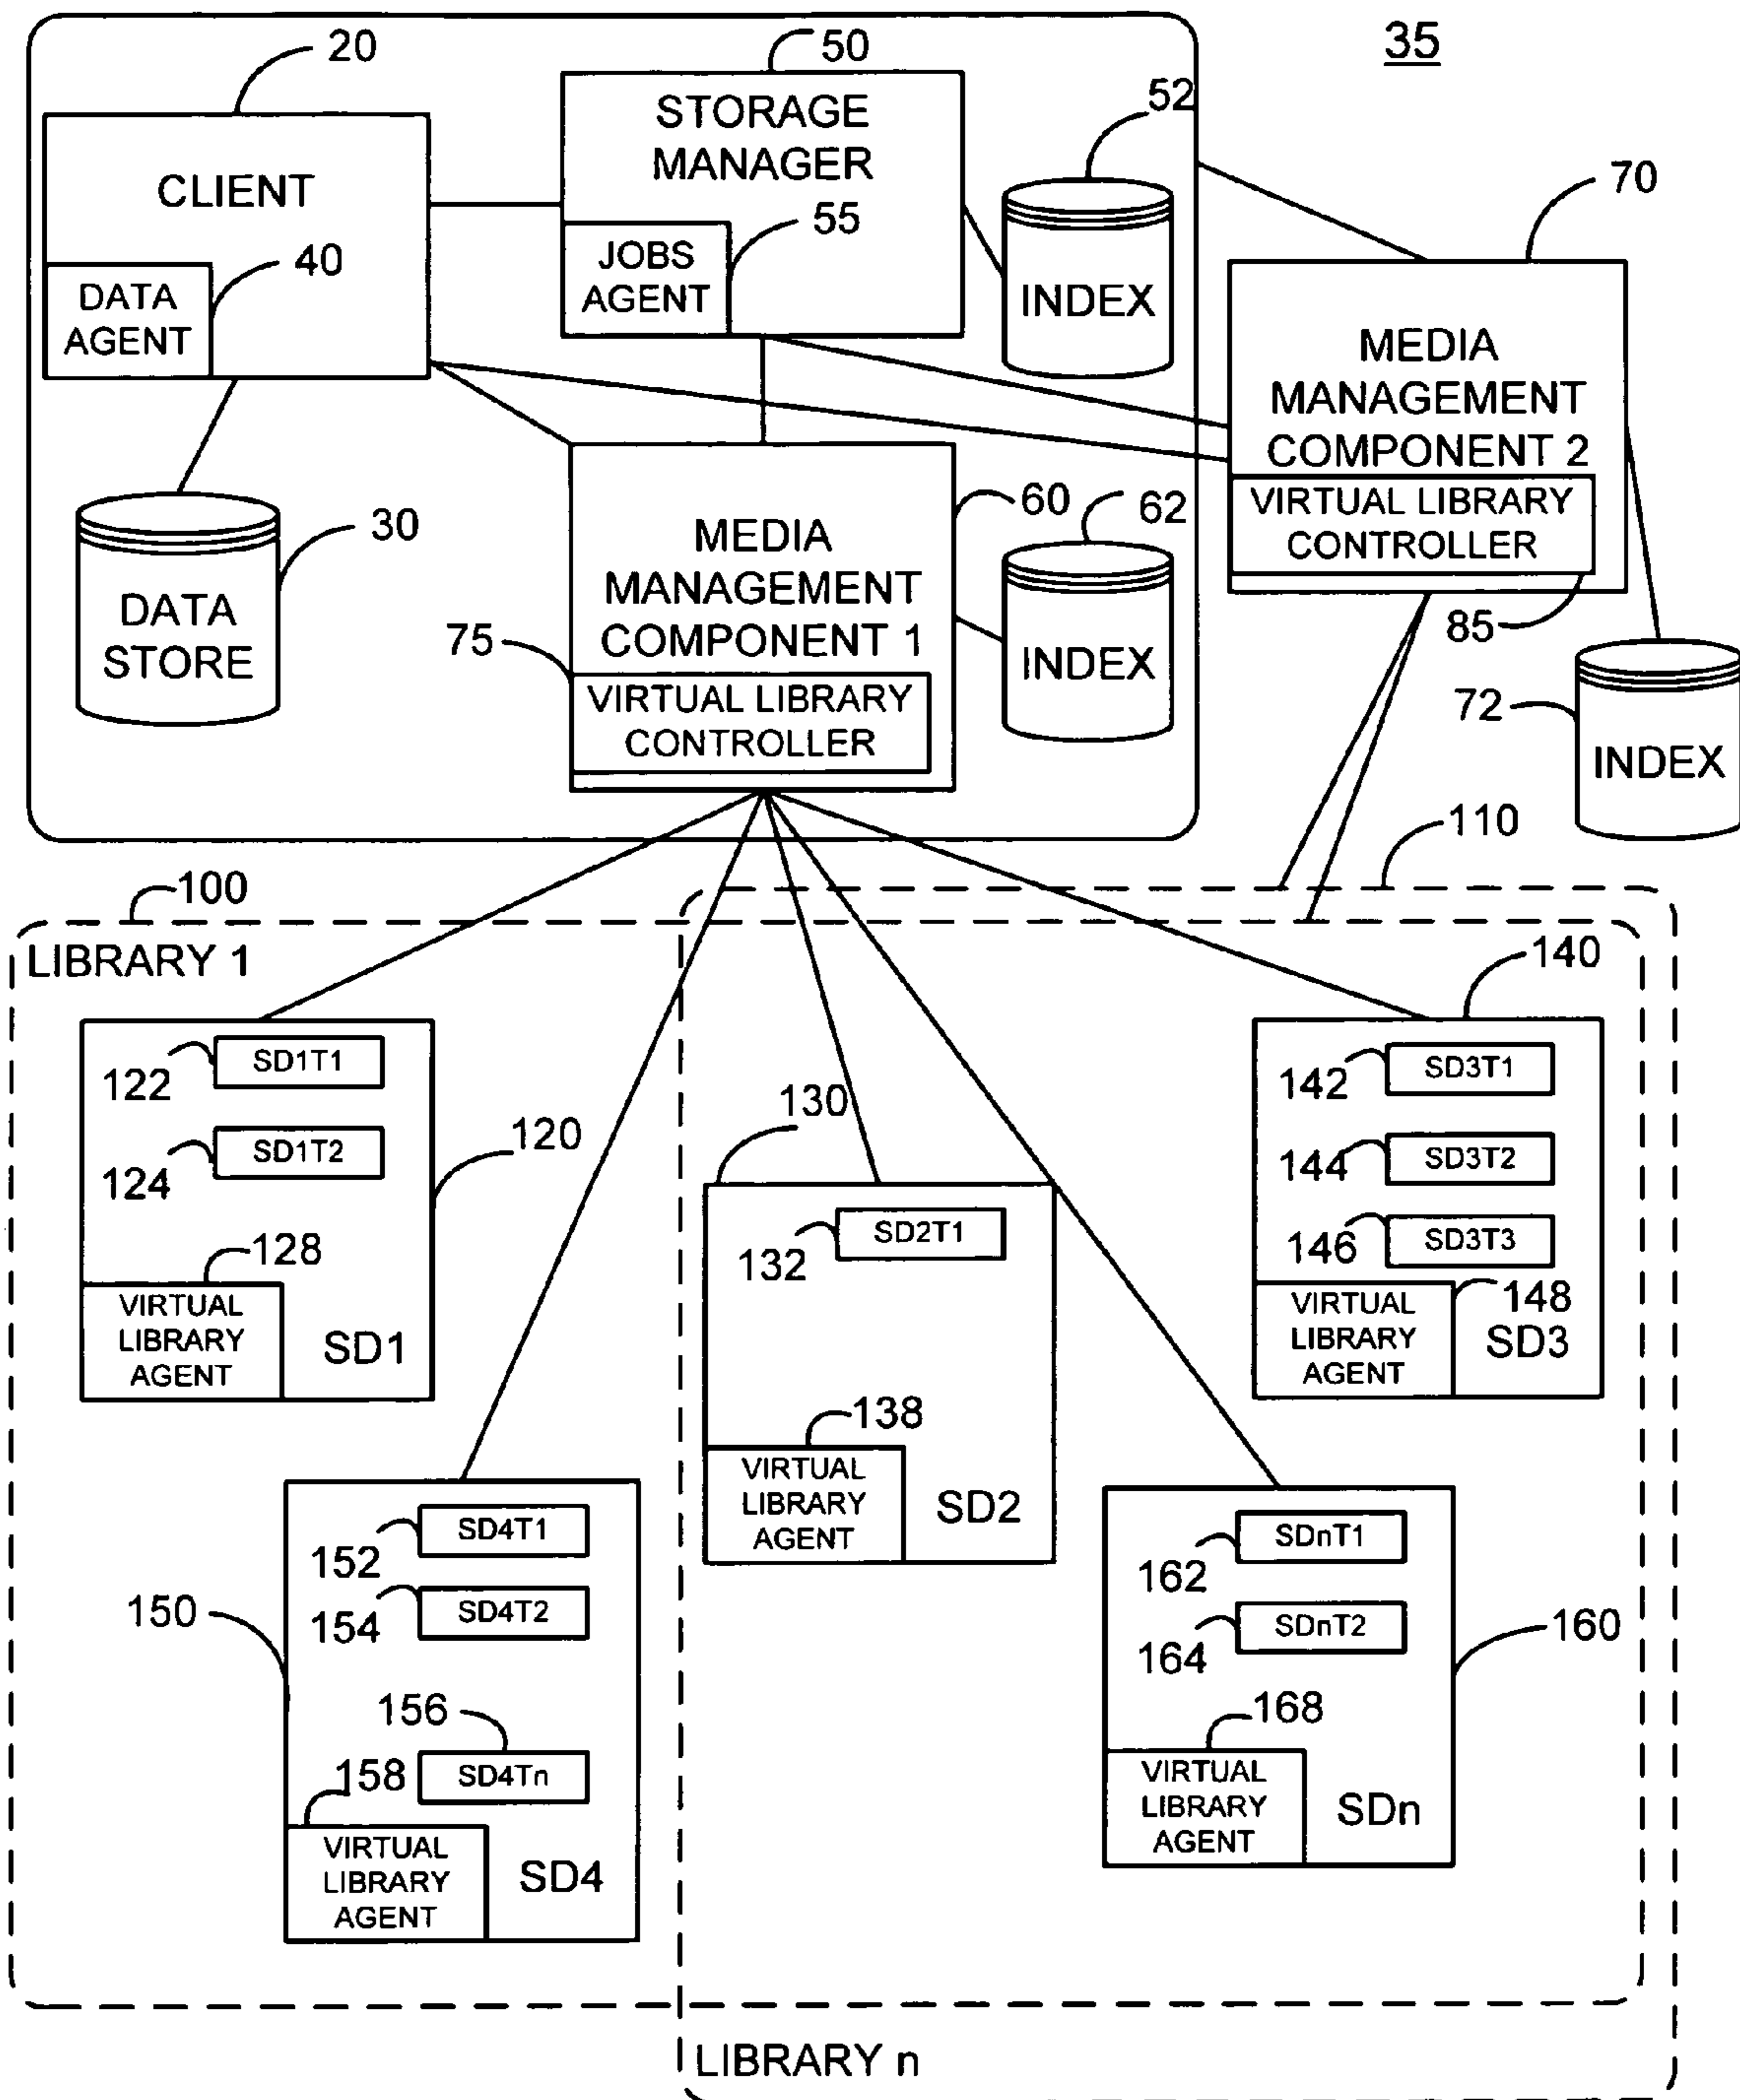 35
20
50
52
CLIENT
STORAGE
MANAGER
55
70
40
DATA
AGENT
JOBS
AGENT
INDEX
MEDIA
MANAGEMENT
COMPONENT 2
VIRTUAL LIBRARY
CONTROLLER
85
30
DATA
STORE
60
62
MEDIA
MANAGEMENT
COMPONENT 1
75
VIRTUAL LIBRARY
CONTROLLER
INDEX
72
INDEX
110
100
LIBRARY 1
140
SD1T1
122
SD1T2
124
120
128
VIRTUAL
LIBRARY
AGENT
SD1
130
SD2T1
132
138
VIRTUAL
LIBRARY
AGENT
SD2
SD3T1
142
SD3T2
144
SD3T3
146
148
VIRTUAL
LIBRARY
AGENT
SD3
SD4T1
152
SD4T2
154
150
156
SD4Tn
158
VIRTUAL
LIBRARY
AGENT
SD4
SDnT1
162
SDnT2
164
160
168
VIRTUAL
LIBRARY
AGENT
SDn
LIBRARY n